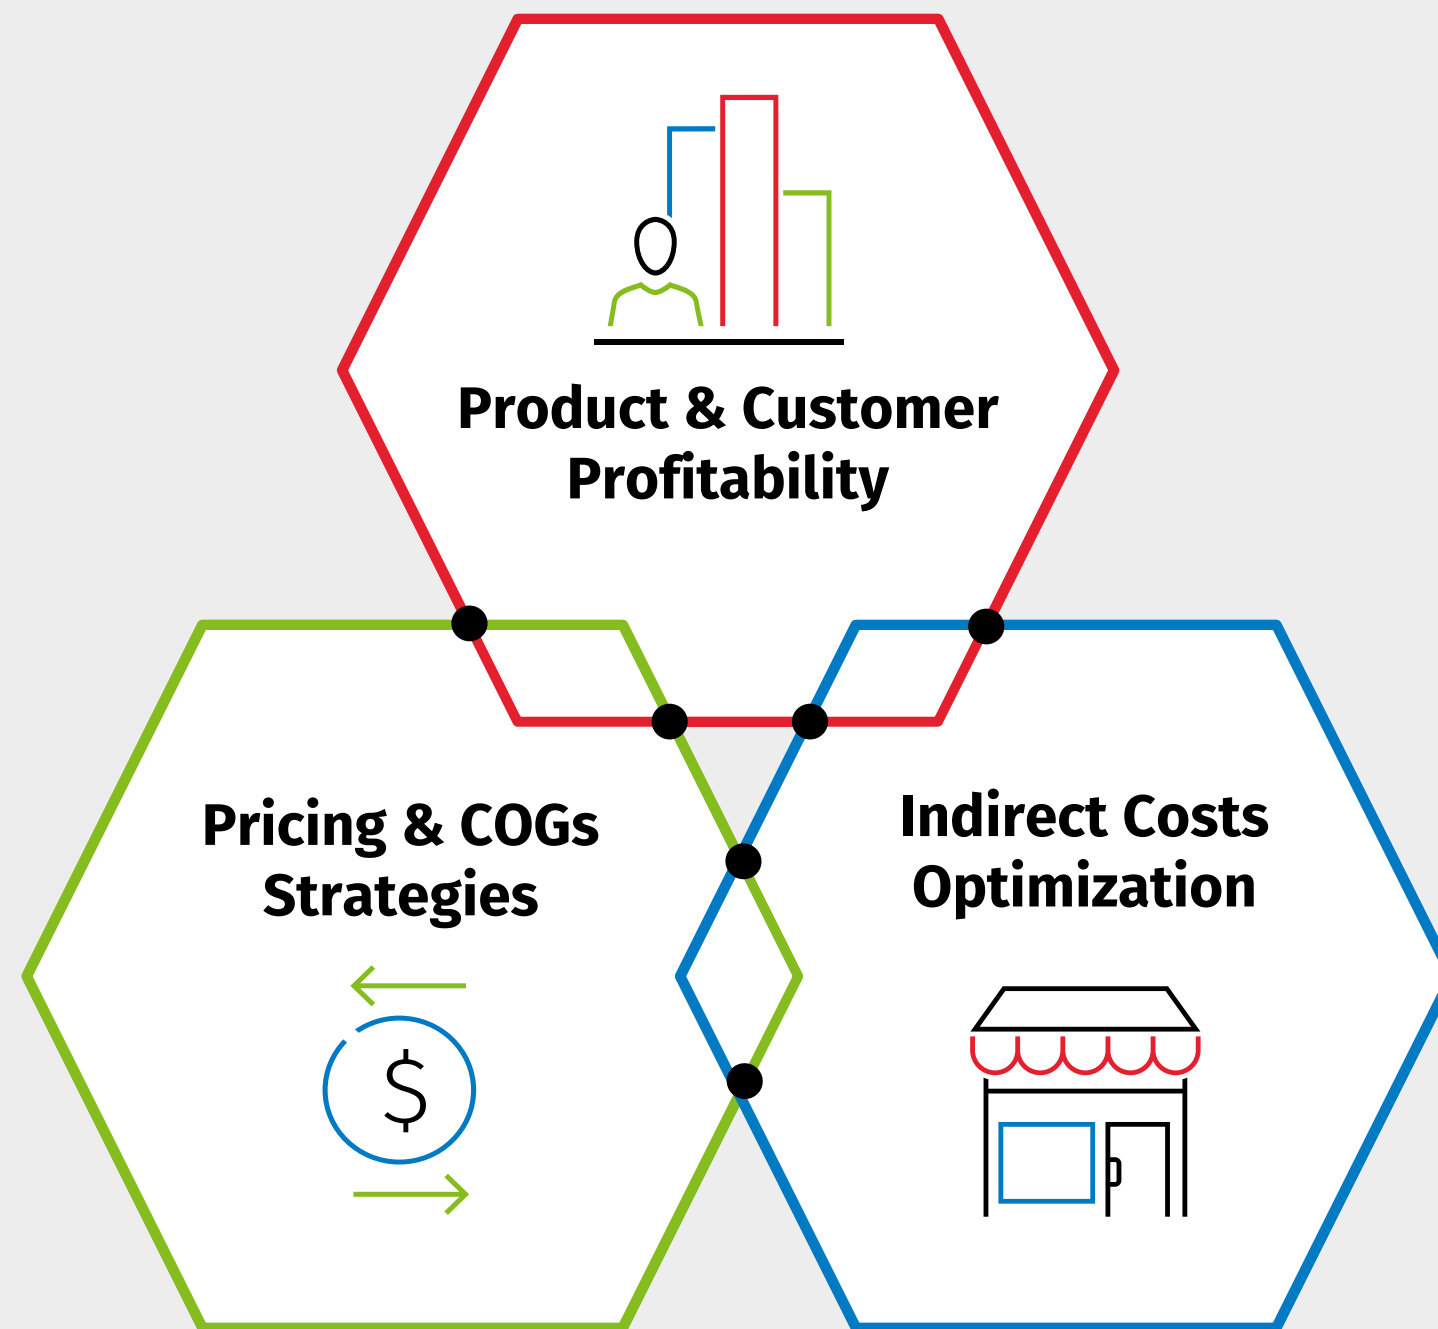 Product & Customer
Profitability
Pricing & COGs
Strategies
Indirect Costs
Optimization
$